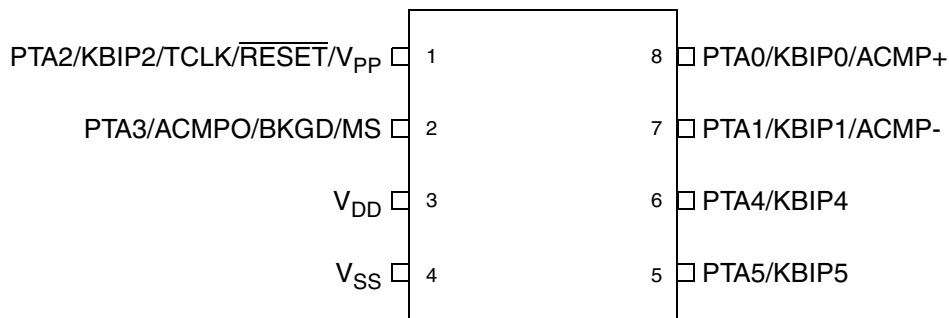 PTA2/KBIP2/TCLK/RESET/VPP 1 8 PTA0/KBIP0/ACMP+
PTA3/ACMPO/BKGD/MS 2 7 PTA1/KBIP1/ACMP-
VDD 3 6 PTA4/KBIP4
VSS 4 5 PTA5/KBIP5